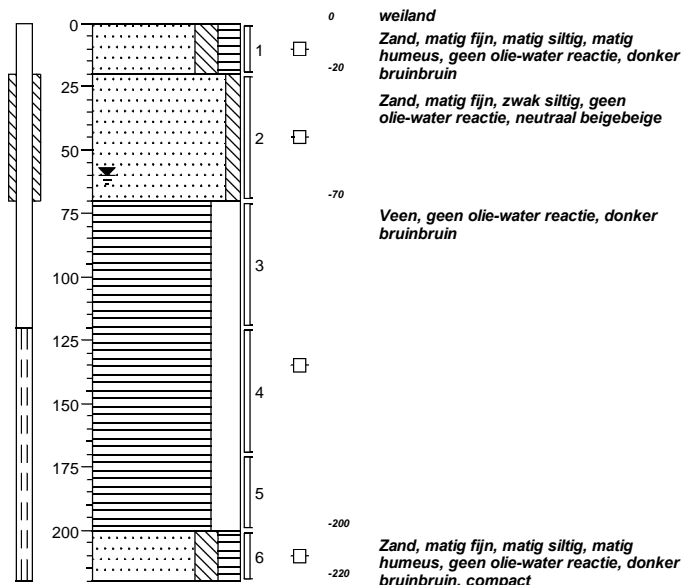 0
25
50
75
100
125
150
175
200
1
2
3
4
5
6
0
-20
-70
-200
-220
weiland
Zand, matig fijn, matig siltig, matig
humeus, geen olie-water reactie, donker
bruinbruin
Zand, matig fijn, zwak siltig, geen
olie-water reactie, neutraal beigebeige
Veen, geen olie-water reactie, donker
bruinbruin
Zand, matig fijn, matig siltig, matig
humeus, geen olie-water reactie, donker
bruinbruin, compact